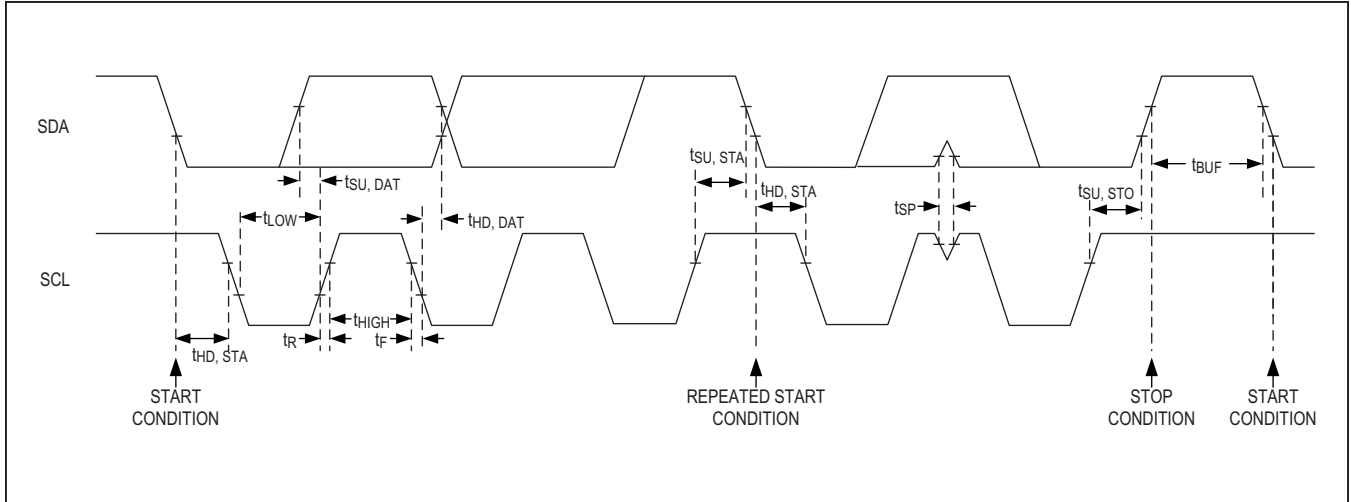 SDA
tSU, STA
tBUF
tSU, DAT
tHD, STA
tSU, STO
tLOW
tHD, DAT
tSP
SCL
tHIGH
tR
tF
tHD, STA
START
CONDITION
REPEATED START
CONDITION
STOP
CONDITION
START
CONDITION